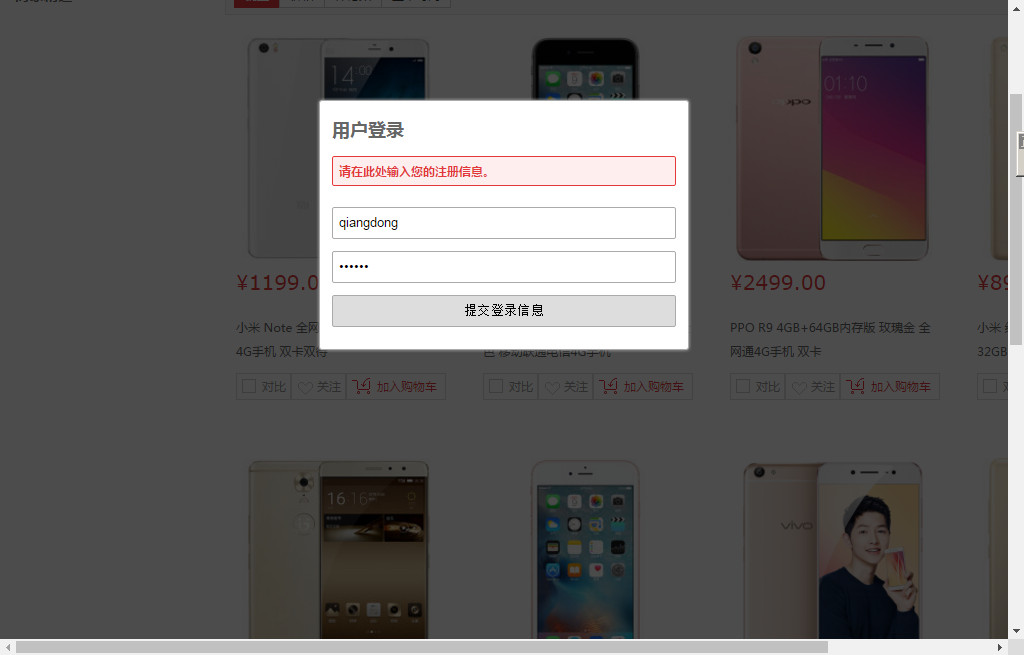 用户登录
请在此处输入您的注册信息。
qiangdong
••••••
提交登录信息
14:00
oppo
01:10
¥1199.0
¥2499.00
¥89
小米 Note 全网
4G手机 双卡双待
色 移动联通电信4G手机
PPO R9 4GB+64GB内存版 玫瑰金 全
网通4G手机 双卡
小米
32GB
对比 关注 加入购物车
对比 关注 加入购物车
对比 关注 加入购物车
16:16
vivo